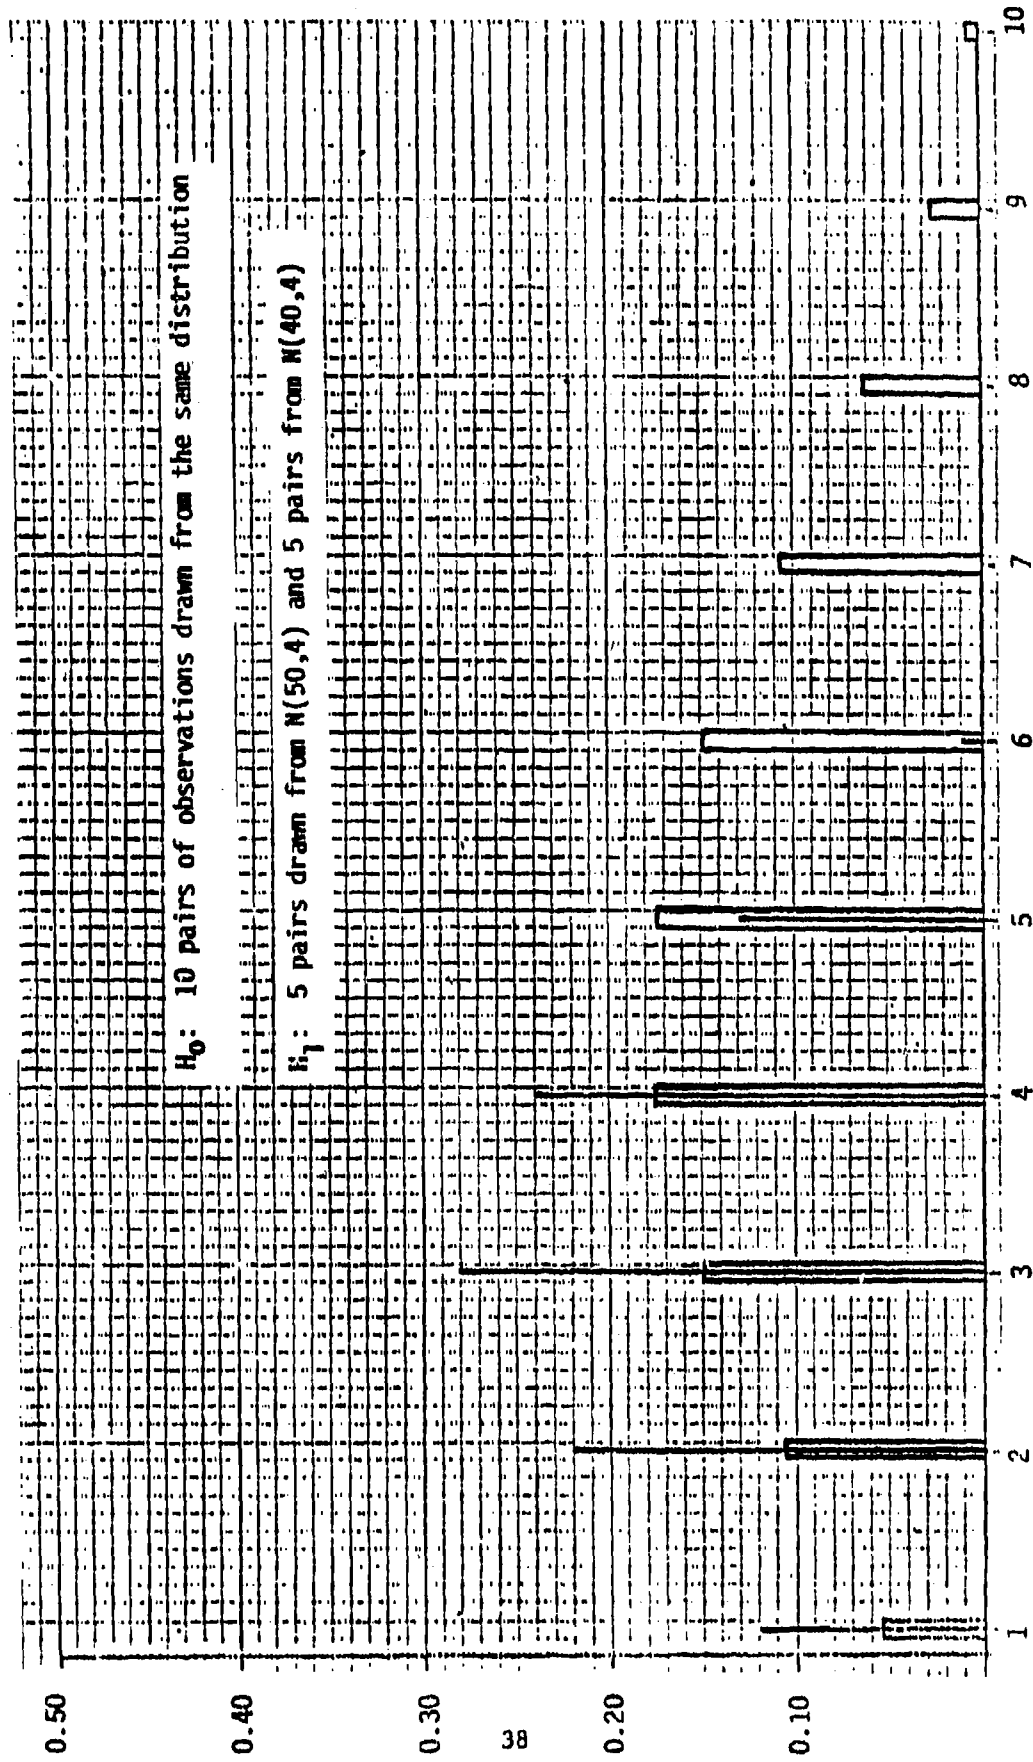 H₀: 10 pairs of observations drawn from the same distribution
H₁: 5 pairs drawn from N(50,4) and 5 pairs from N(40,4)
0.50
0.40
0.30
0.20
0.10
1 2 3 4 5 6 7 8 9 10
38